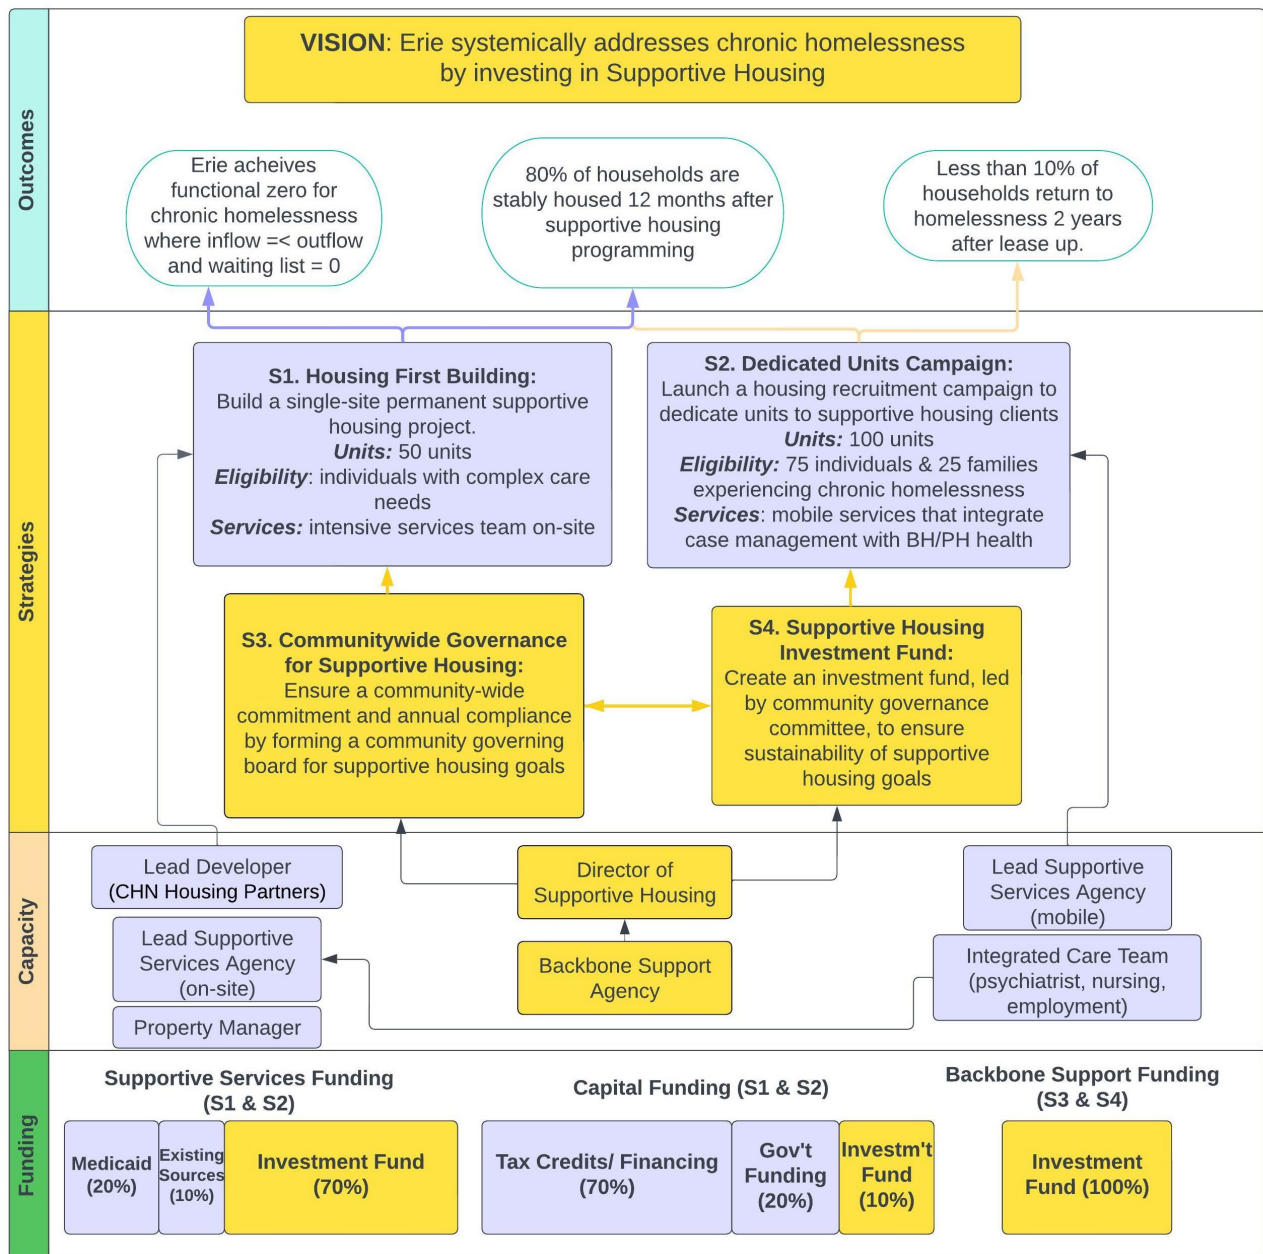 Outcomes
VISION: Erie systemically addresses chronic homelessness
by investing in Supportive Housing
Erie acheives
functional zero for
chronic homelessness
where inflow =< outflow
and waiting list = 0
80% of households are
stably housed 12 months after
supportive housing
programming
Less than 10% of
households return to
homelessness 2 years
after lease up.
Strategies
S1. Housing First Building:
Build a single-site permanent supportive
housing project.
Units: 50 units
Eligibility: individuals with complex care
needs
Services: intensive services team on-site
S2. Dedicated Units Campaign:
Launch a housing recruitment campaign to
dedicate units to supportive housing clients
Units: 100 units
Eligibility: 75 individuals & 25 families
experiencing chronic homelessness
Services: mobile services that integrate
case management with BH/PH health
S3. Communitywide Governance
for Supportive Housing:
Ensure a community-wide
commitment and annual compliance
by forming a community governing
board for supportive housing goals
S4. Supportive Housing
Investment Fund:
Create an investment fund, led
by community governance
committee, to ensure
sustainability of supportive
housing goals
Capacity
Lead Developer
(CHN Housing Partners)
Lead Supportive
Services Agency
(on-site)
Property Manager
Director of
Supportive Housing
Backbone Support
Agency
Lead Supportive
Services Agency
(mobile)
Integrated Care Team
(psychiatrist, nursing,
employment)
Funding
Supportive Services Funding
(S1 & S2)
Medicaid
(20%)
Existing
Sources
(10%)
Investment Fund
(70%)
Capital Funding (S1 & S2)
Tax Credits/ Financing
(70%)
Gov't
Funding
(20%)
Investm't
Fund
(10%)
Backbone Support Funding
(S3 & S4)
Investment
Fund (100%)